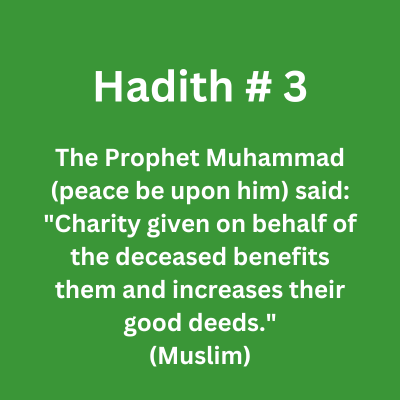 Hadith # 3
The Prophet Muhammad
(peace be upon him) said:
"Charity given on behalf of
the deceased benefits
them and increases their
good deeds."
(Muslim)